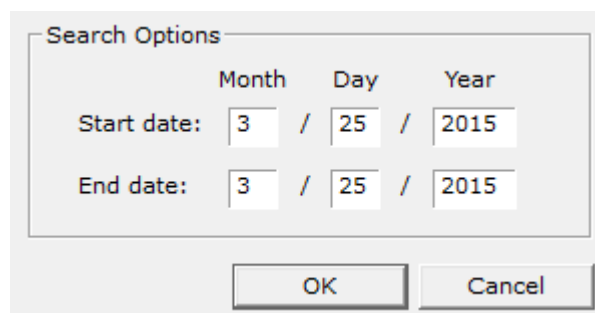 Search Options
Month Day Year
Start date: 3 / 25 / 2015
End date: 3 / 25 / 2015
OK Cancel